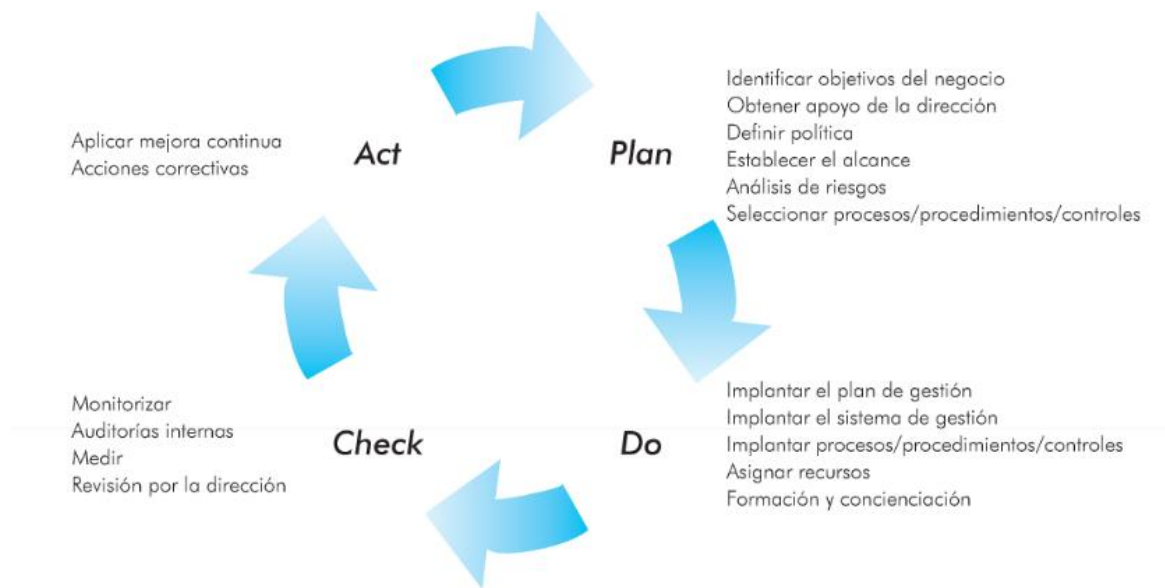 Act
Aplicar mejora continua
Acciones correctivas
Plan
Identificar objetivos del negocio
Obtener apoyo de la dirección
Definir política
Establecer el alcance
Análisis de riesgos
Seleccionar procesos/procedimientos/controles
Check
Monitorizar
Auditorías internas
Medir
Revisión por la dirección
Do
Implantar el plan de gestión
Implantar el sistema de gestión
Implantar procesos/procedimientos/controles
Asignar recursos
Formación y concienciación